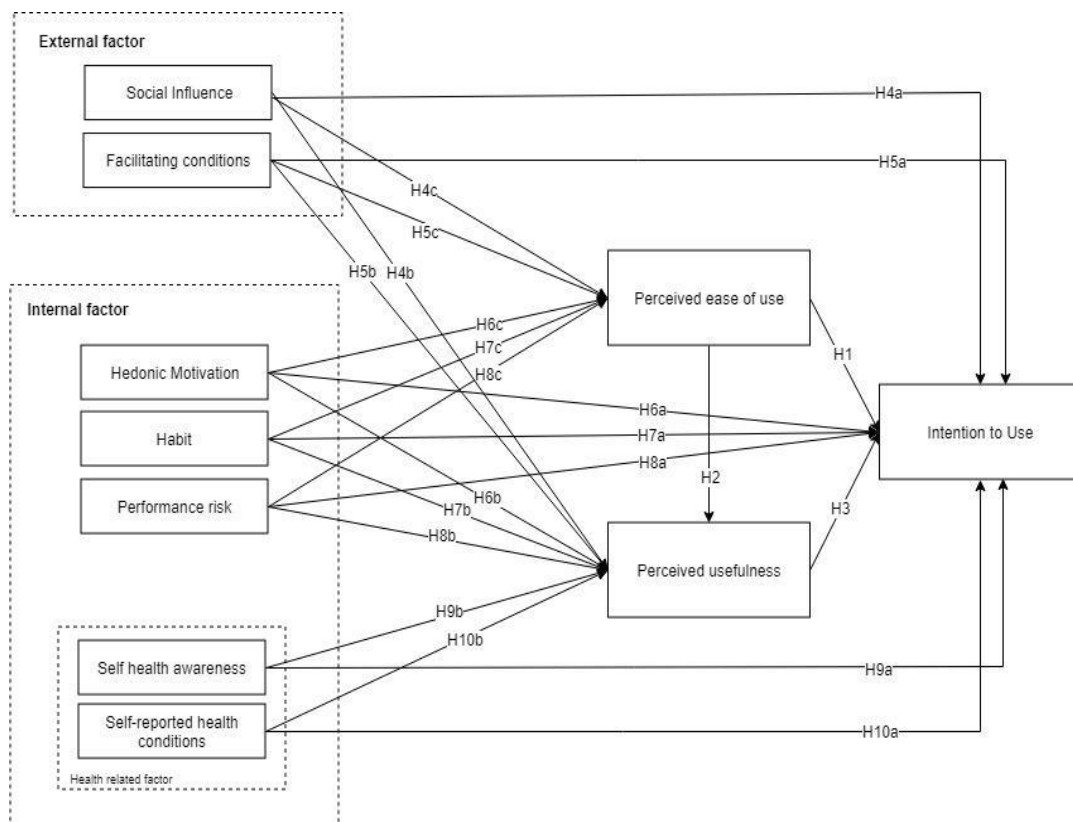 External factor
Social Influence
Facilitating conditions
H4a
H5a
H4c
H5c
H5b
H4b
Perceived ease of use
Internal factor
Hedonic Motivation
Habit
Performance risk
H6c
H7c
H8c
H1
H6a
H7a
H8a
Intention to Use
H2
H3
H6b
H7b
H8b
Perceived usefulness
H9b
H10b
Self health awareness
H9a
Self-reported health
conditions
H10a
Health related factor